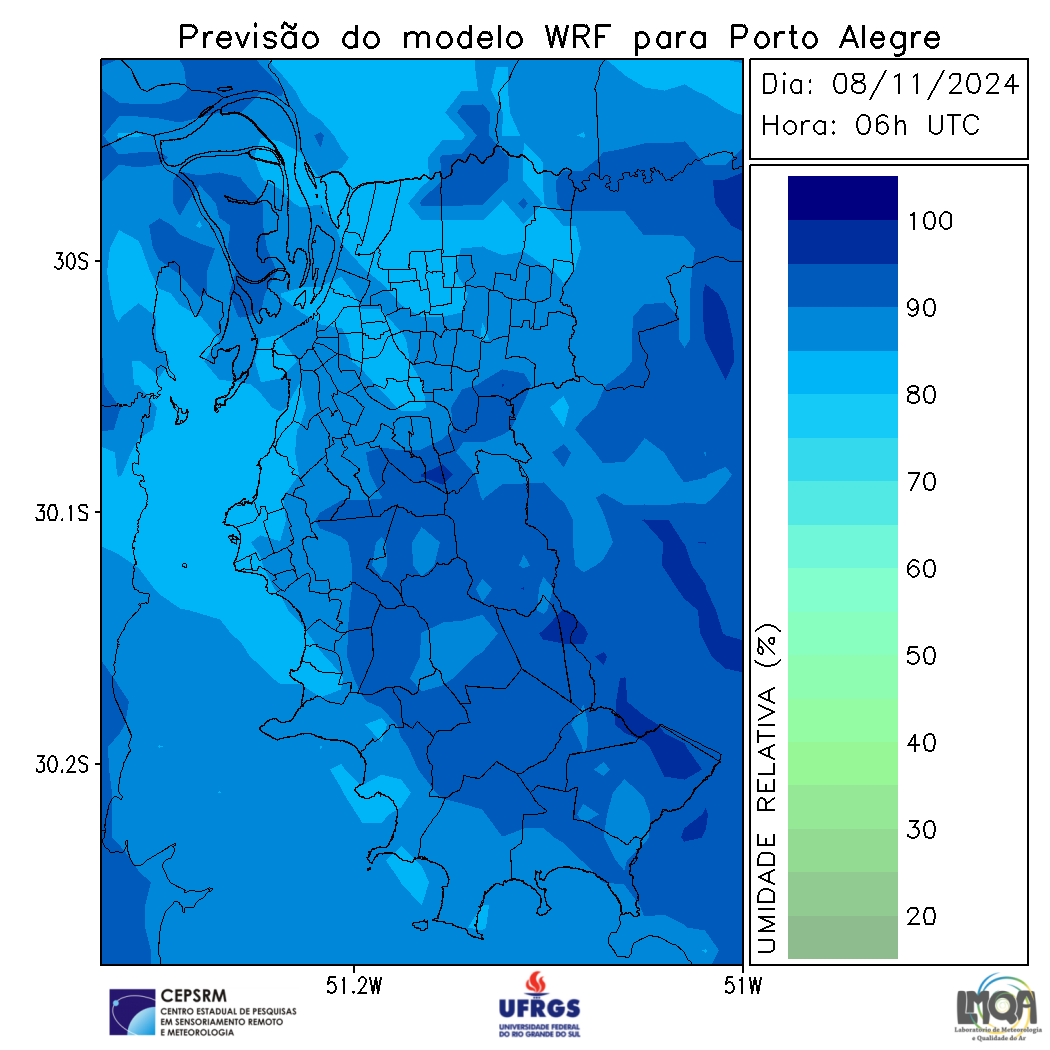 Previsão do modelo WRF para Porto Alegre
Dia: 08/11/2024
Hora: 06h UTC
30S
30.1S
30.2S
51.2W
51W
100
90
80
70
60
50
40
30
20
UMIDADE RELATIVA (%)
CEPSRM
CENTRO ESTADUAL DE PESQUISAS
EM SENSORIAMENTO REMOTO
E METEOROLOGIA
UFRGS
UNIVERSIDADE FEDERAL
DO RIO GRANDE DO SUL
LMQA
Laboratório de Meteorologia
e Qualidade do Ar